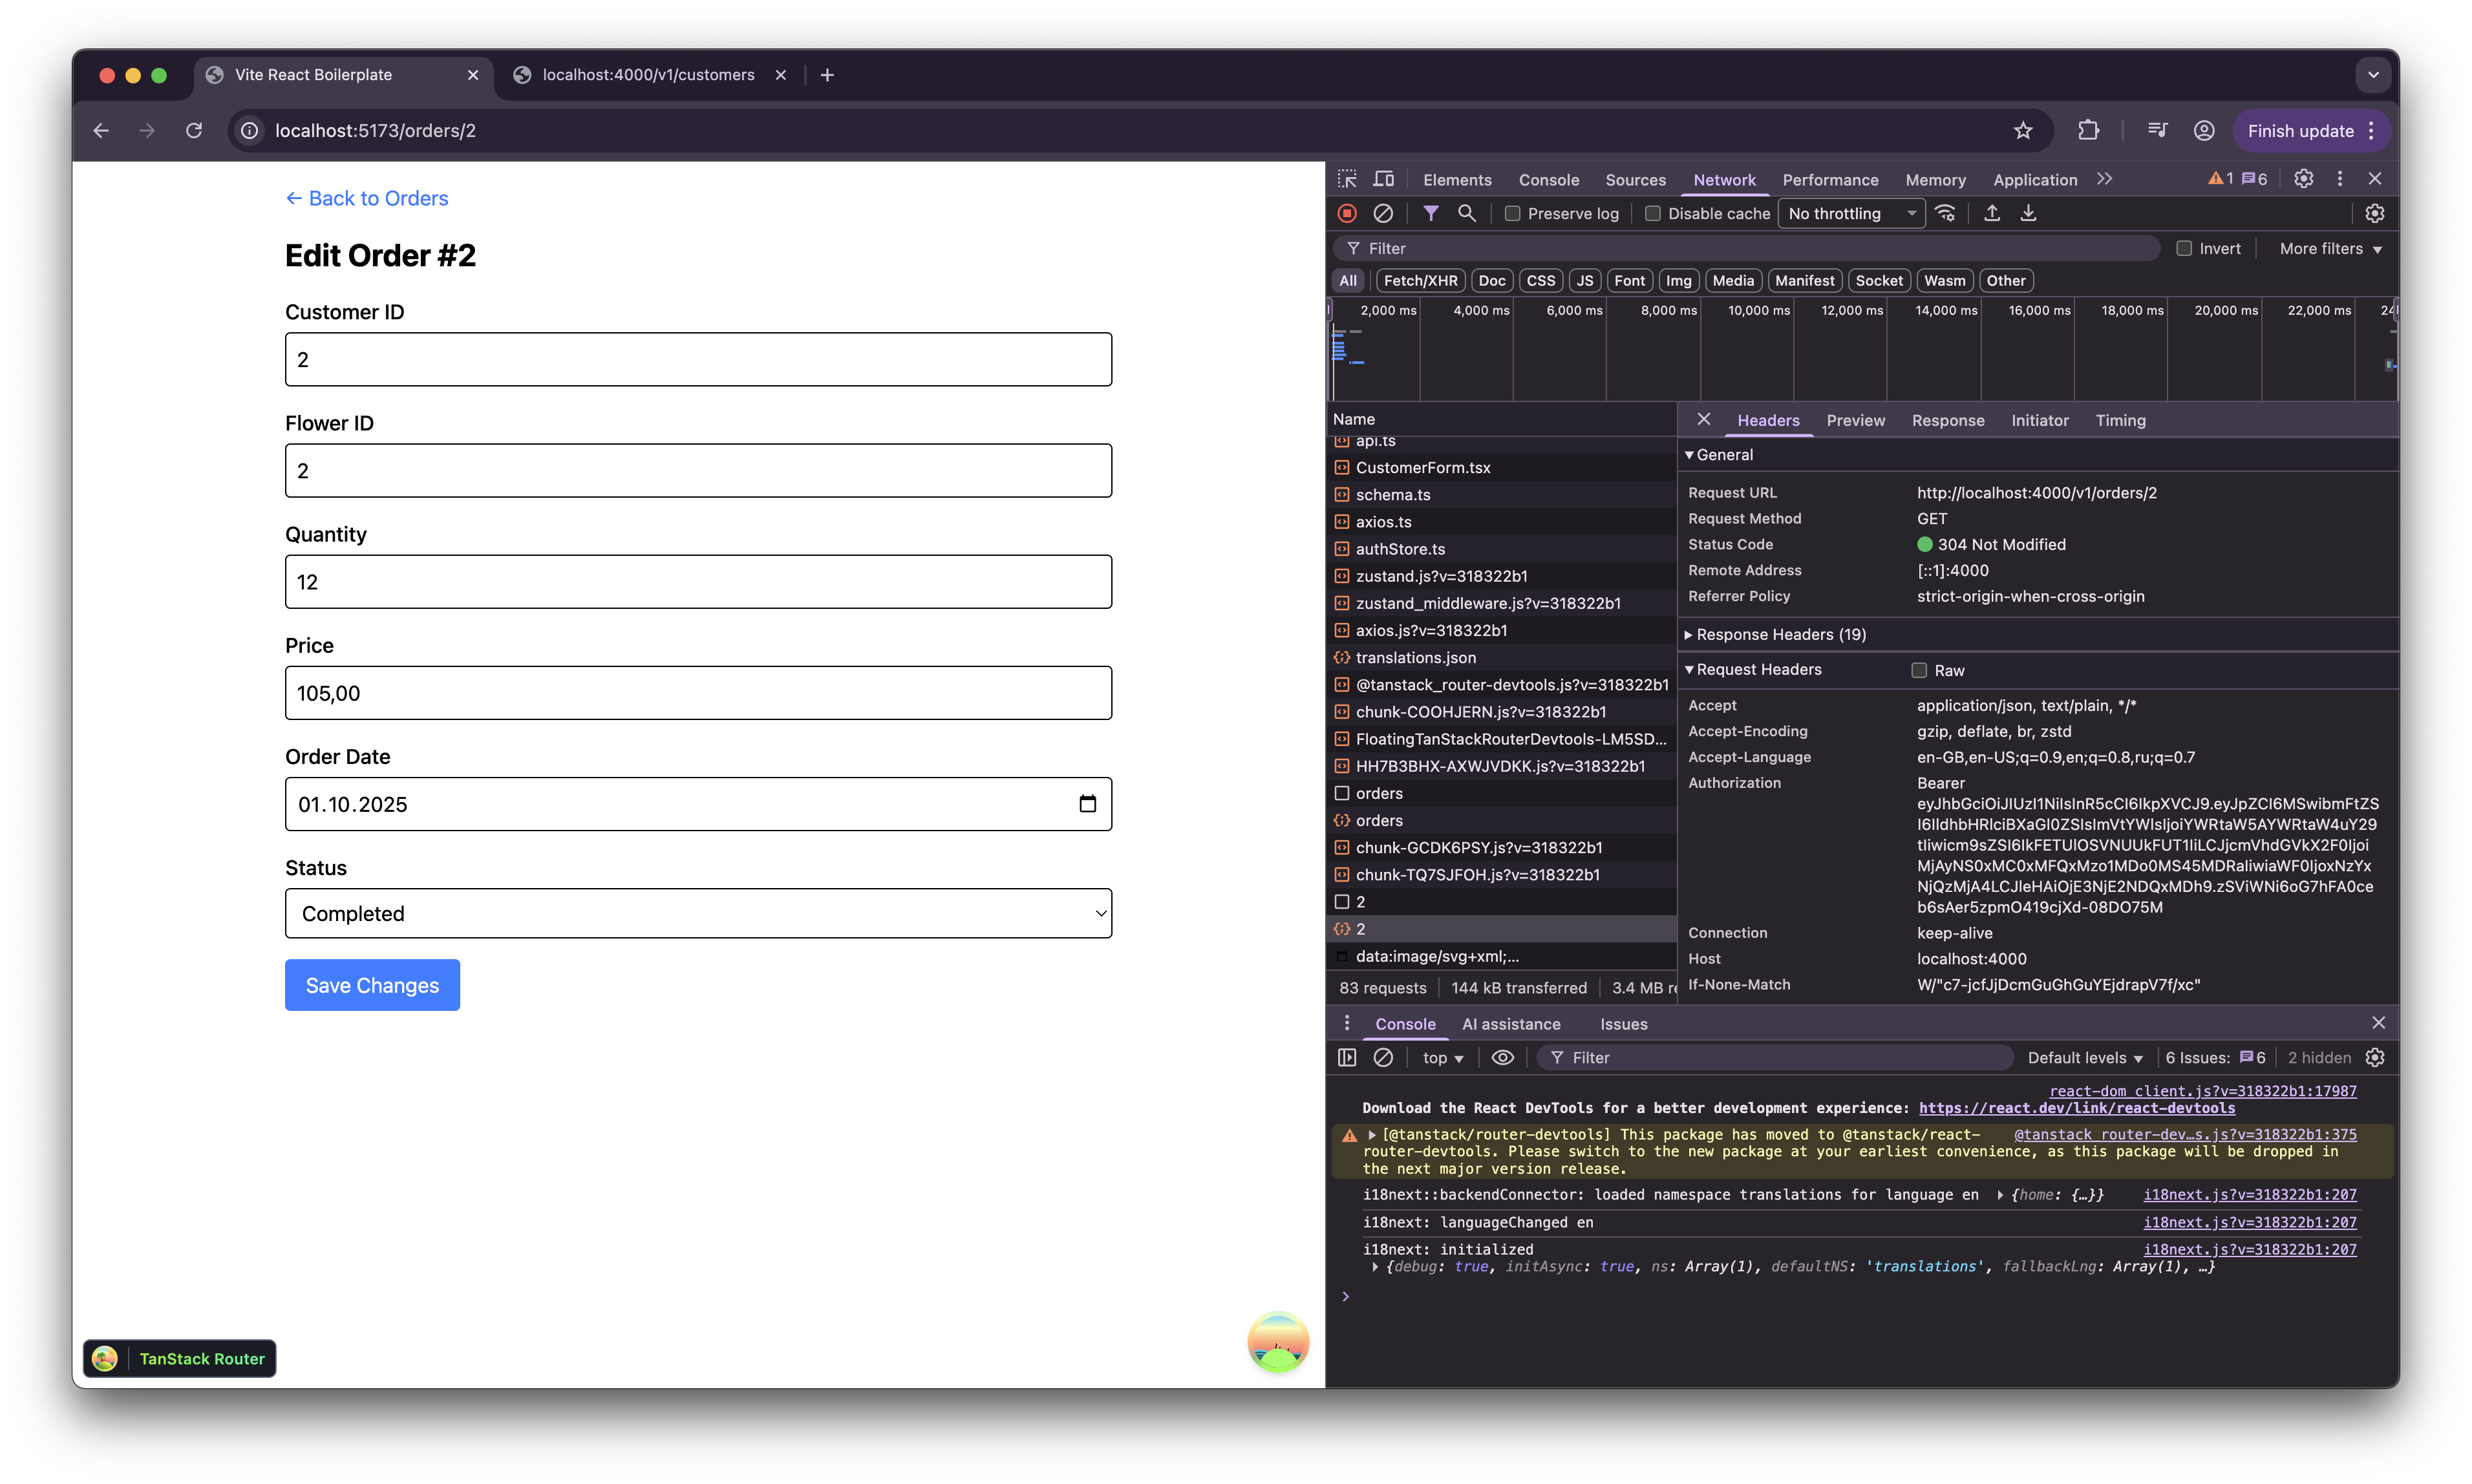 Vite React Boilerplate
localhost:4000/v1/customers
localhost:5173/orders/2
Finish update
← Back to Orders
Edit Order #2
Customer ID
2
Flower ID
2
Quantity
12
Price
105,00
Order Date
01.10.2025
Status
Completed
Save Changes
TanStack Router
Elements Console Sources Network Performance Memory Application 1 6
Preserve log Disable cache No throttling
Filter Invert More filters
All Fetch/XHR Doc CSS JS Font Img Media Manifest Socket Wasm Other
2,000 ms 4,000 ms 6,000 ms 8,000 ms 10,000 ms 12,000 ms 14,000 ms 16,000 ms 18,000 ms 20,000 ms 22,000 ms 24
Name
api.ts
CustomerForm.tsx
schema.ts
axios.ts
authStore.ts
zustand.js?v=318322b1
zustand_middleware.js?v=318322b1
axios.js?v=318322b1
translations.json
@tanstack_router-devtools.js?v=318322b1
chunk-COOHJERN.js?v=318322b1
FloatingTanStackRouterDevtools-LM5SD...
HH7B3BHX-AXWJVDKK.js?v=318322b1
orders
orders
chunk-GCDK6PSY.js?v=318322b1
chunk-TQ7SJFOH.js?v=318322b1
2
2
data:image/svg+xml;...
83 requests 144 kB transferred 3.4 MB re
Headers Preview Response Initiator Timing
General
Request URL http://localhost:4000/v1/orders/2
Request Method GET
Status Code 304 Not Modified
Remote Address [::1]:4000
Referrer Policy strict-origin-when-cross-origin
Response Headers (19)
Request Headers Raw
Accept application/json, text/plain, */*
Accept-Encoding gzip, deflate, br, zstd
Accept-Language en-GB,en-US;q=0.9,en;q=0.8,ru;q=0.7
Authorization Bearer
eyJhbGciOiJIUzI1NiIsInR5cCI6IkpXVCJ9.eyJpZCI6MSwibmFtZS
I6IldhbHRlciBXaGl0ZSIsImVtYWlsIjoiYWRtaW5AYWRtaW4uY29
tIiwicm9sZSI6IkFETUlOSVNUUkFUT1IiLCJjcmVhdGVkX2F0Ijoi
MjAyNS0xMC0xMFQxMzo1MDo0MS45MDRaIiwiaWF0IjoxNzYx
NjQzMjA4LCJleHAiOjE3NjE2NDQxMDh9.zSViWNi6oG7hFA0ce
b6sAer5zpmO419cjXd-08DO75M
Connection keep-alive
Host localhost:4000
If-None-Match W/"c7-jcfJjDcmGuGhGuYEjdrapV7f/xc"
Console AI assistance Issues
top Filter Default levels 6 Issues: 6 2 hidden
react-dom_client.js?v=318322b1:17987
Download the React DevTools for a better development experience: https://react.dev/link/react-devtools
[@tanstack/router-devtools] This package has moved to @tanstack/react- @tanstack_router-dev…s.js?v=318322b1:375
router-devtools. Please switch to the new package at your earliest convenience, as this package will be dropped in
the next major version release.
i18next::backendConnector: loaded namespace translations for language en {home: {…}} i18next.js?v=318322b1:207
i18next: languageChanged en i18next.js?v=318322b1:207
i18next: initialized i18next.js?v=318322b1:207
{debug: true, initAsync: true, ns: Array(1), defaultNS: 'translations', fallbackLng: Array(1), …}